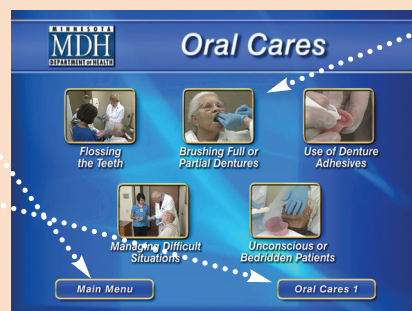 MINNESOTA
MDH
DEPARTMENT OF HEALTH
Oral Cares
Flossing
the Teeth
Brushing Full or
Partial Dentures
Use of Denture
Adhesives
Managing Difficult
Situations
Unconscious or
Bedridden Patients
Main Menu
Oral Cares 1